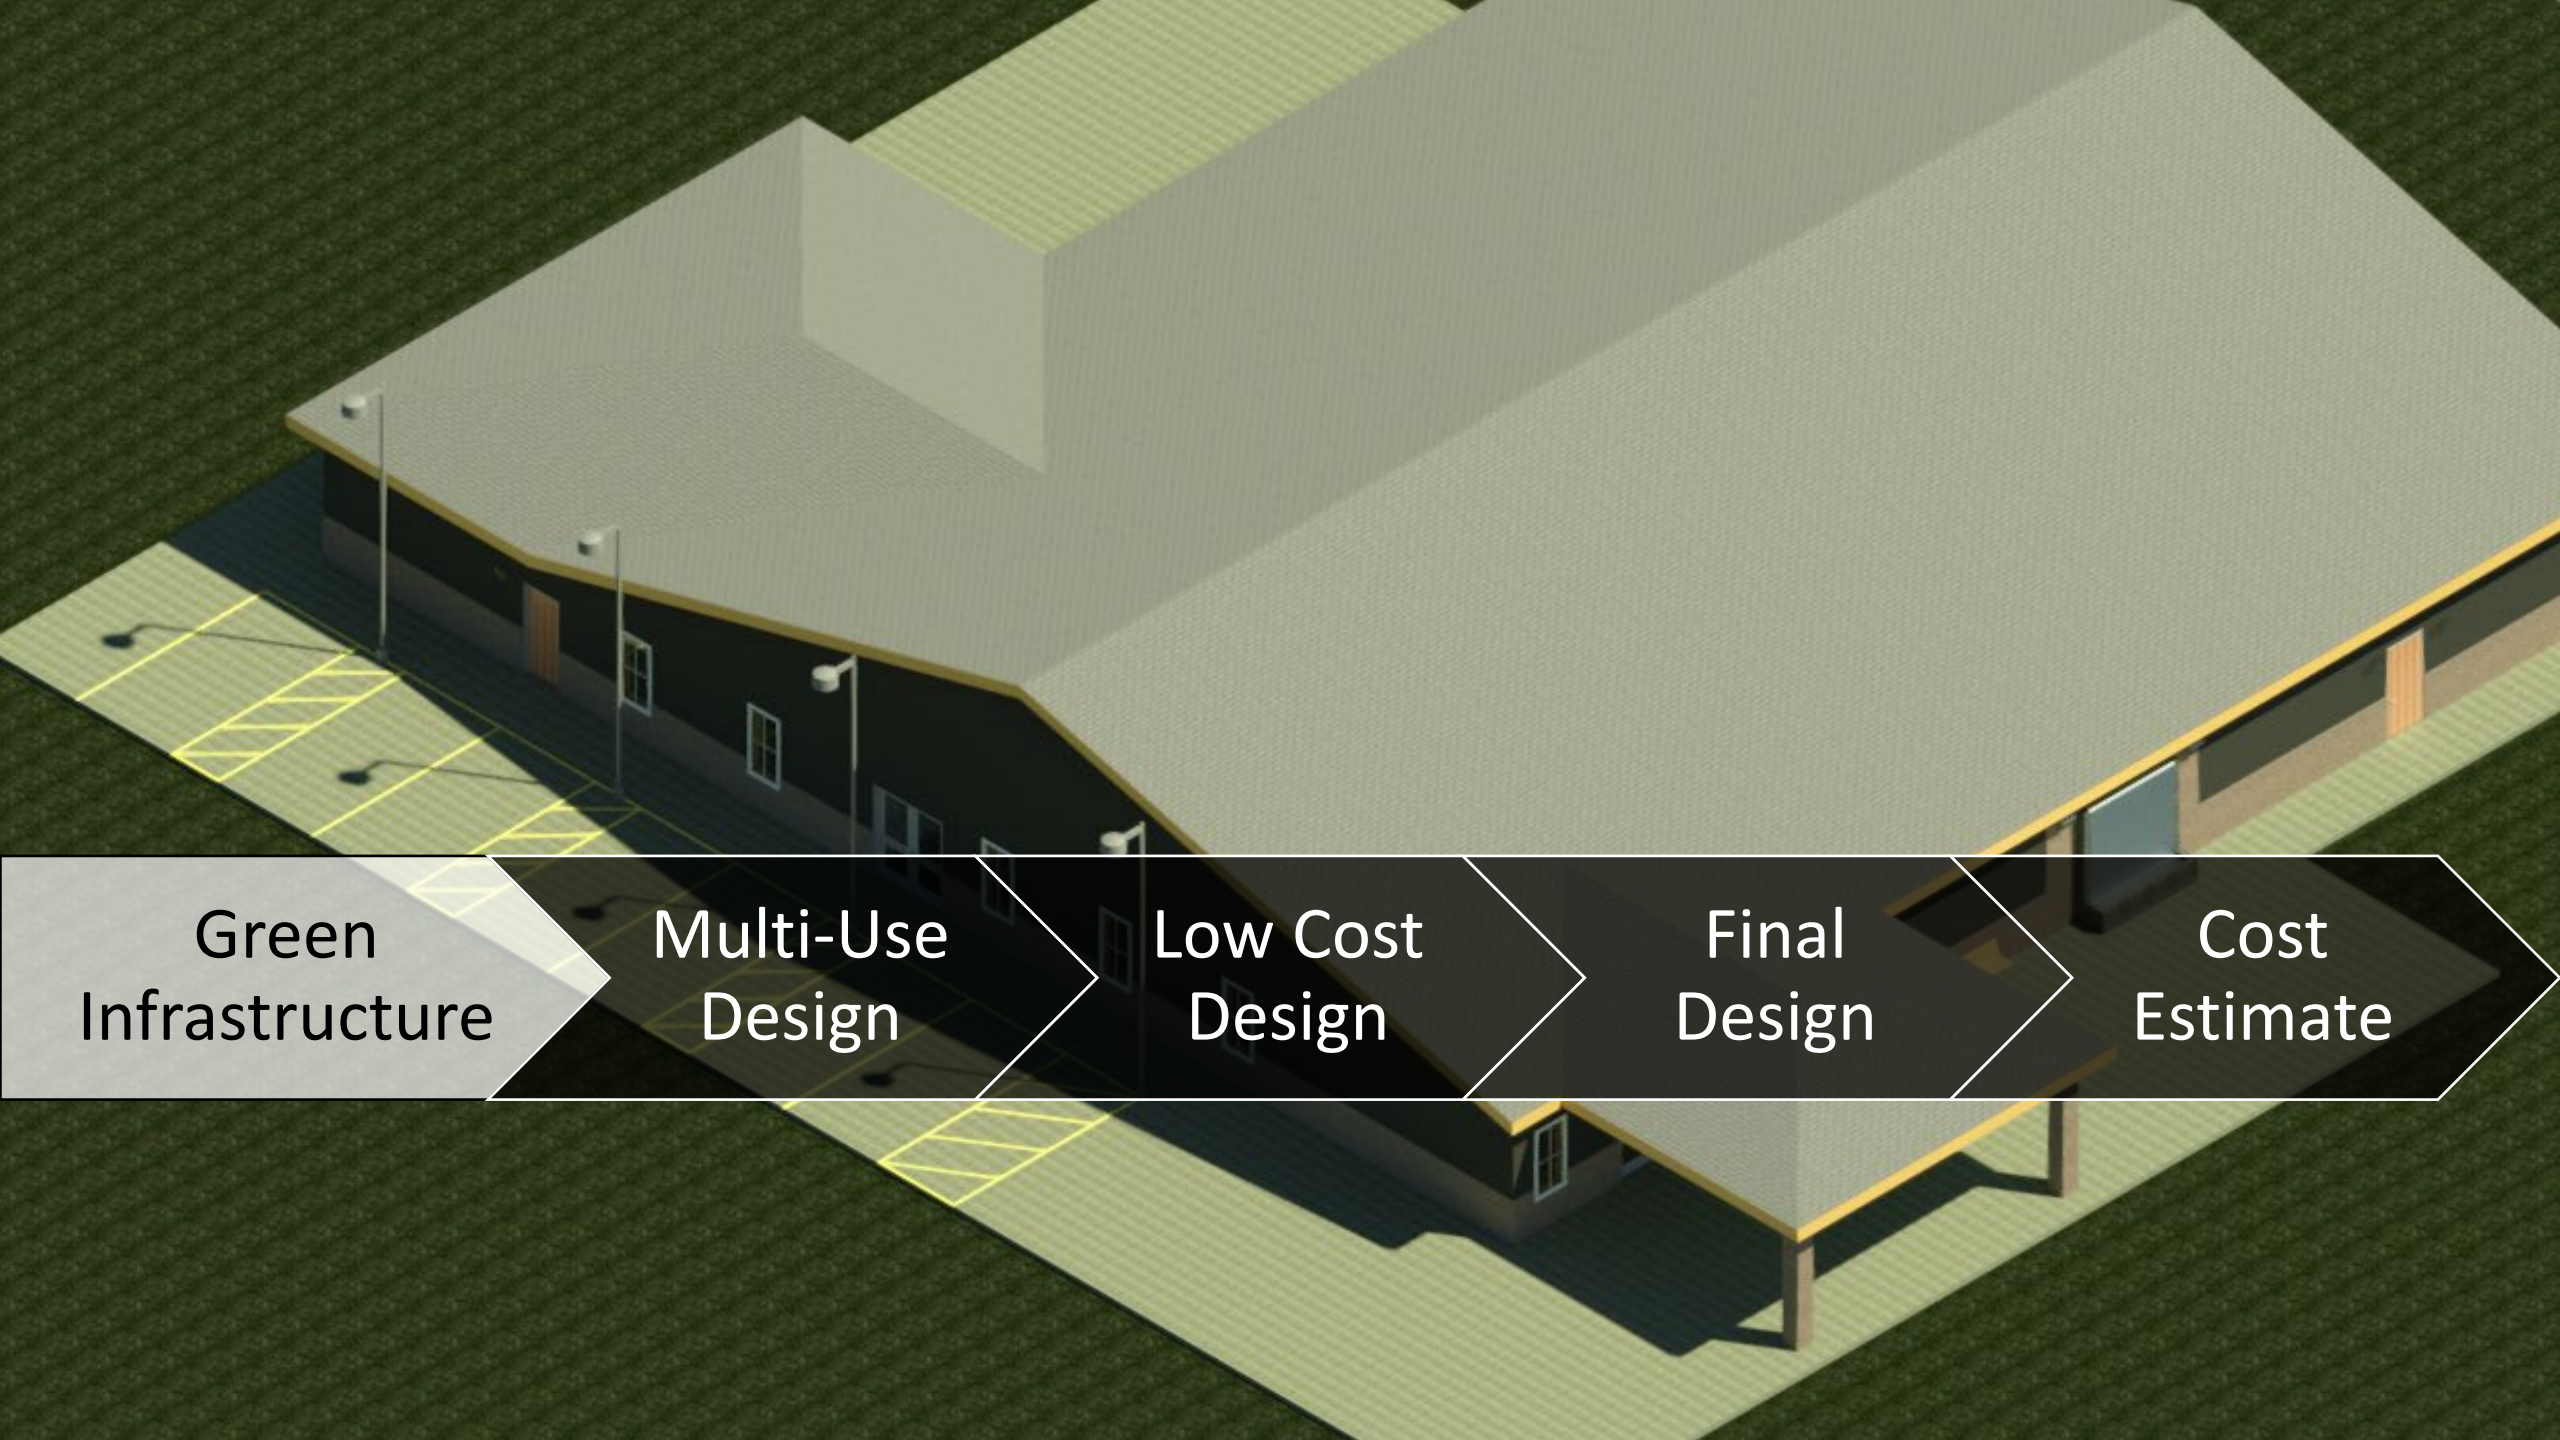 Green
Infrastructure
Multi-Use
Design
Low Cost
Design
Final
Design
Cost
Estimate